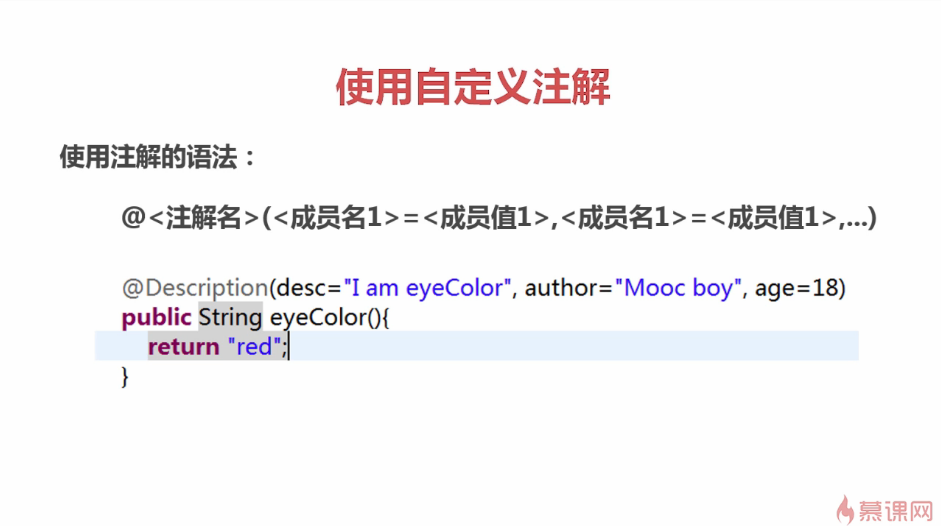 使用自定义注解
使用注解的语法：
@<注解名>(<成员名1>=<成员值1>,<成员名1>=<成员值1>,...)
@Description(desc="I am eyeColor", author="Mooc boy", age=18)
public String eyeColor(){
return "red";
}
慕课网